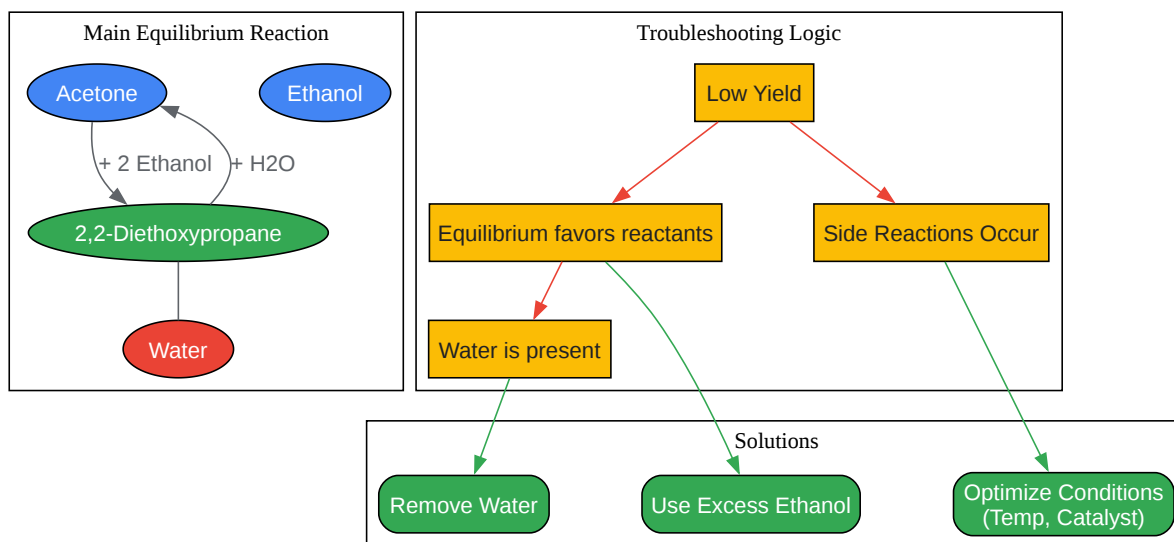 Main Equilibrium Reaction
Acetone
Ethanol
+ 2 Ethanol
+ H2O
2,2-Diethoxypropane
Water
Troubleshooting Logic
Low Yield
Equilibrium favors reactants
Side Reactions Occur
Water is present
Solutions
Remove Water
Use Excess Ethanol
Optimize Conditions
(Temp, Catalyst)